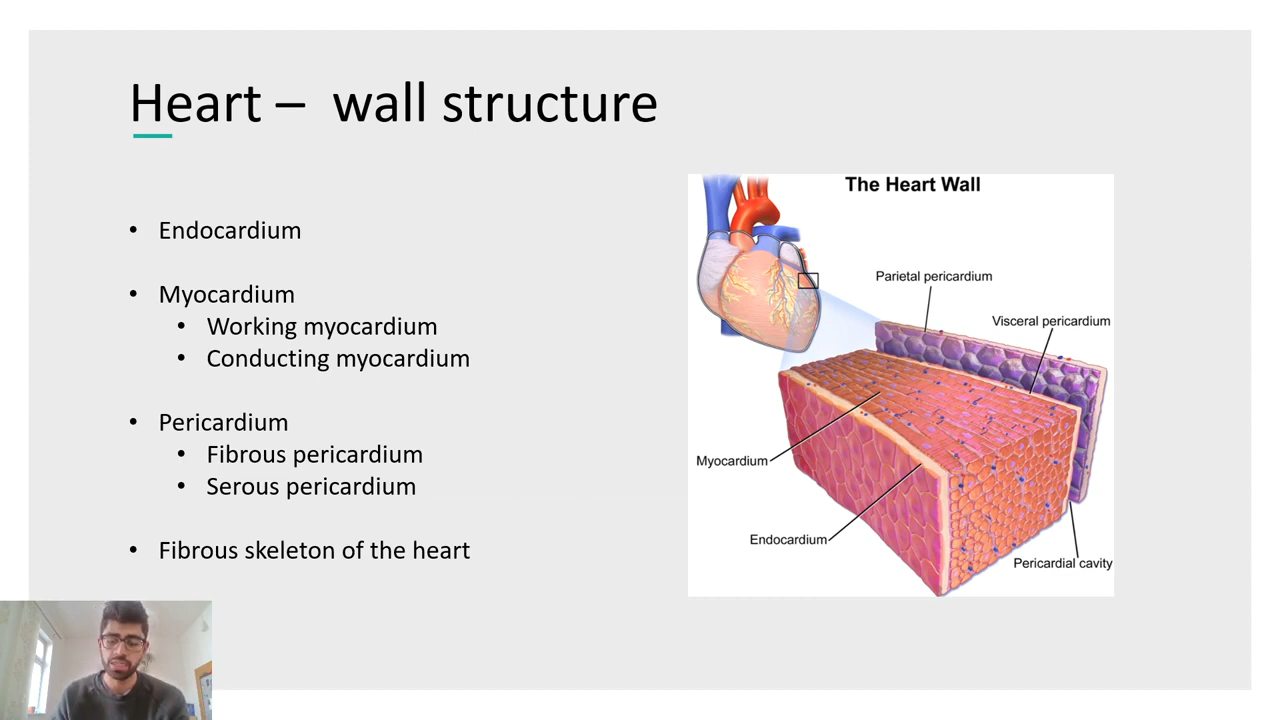 Heart – wall structure
• Endocardium
• Myocardium
• Working myocardium
• Conducting myocardium
• Pericardium
• Fibrous pericardium
• Serous pericardium
• Fibrous skeleton of the heart
The Heart Wall
Parietal pericardium
Visceral pericardium
Myocardium
Endocardium
Pericardial cavity